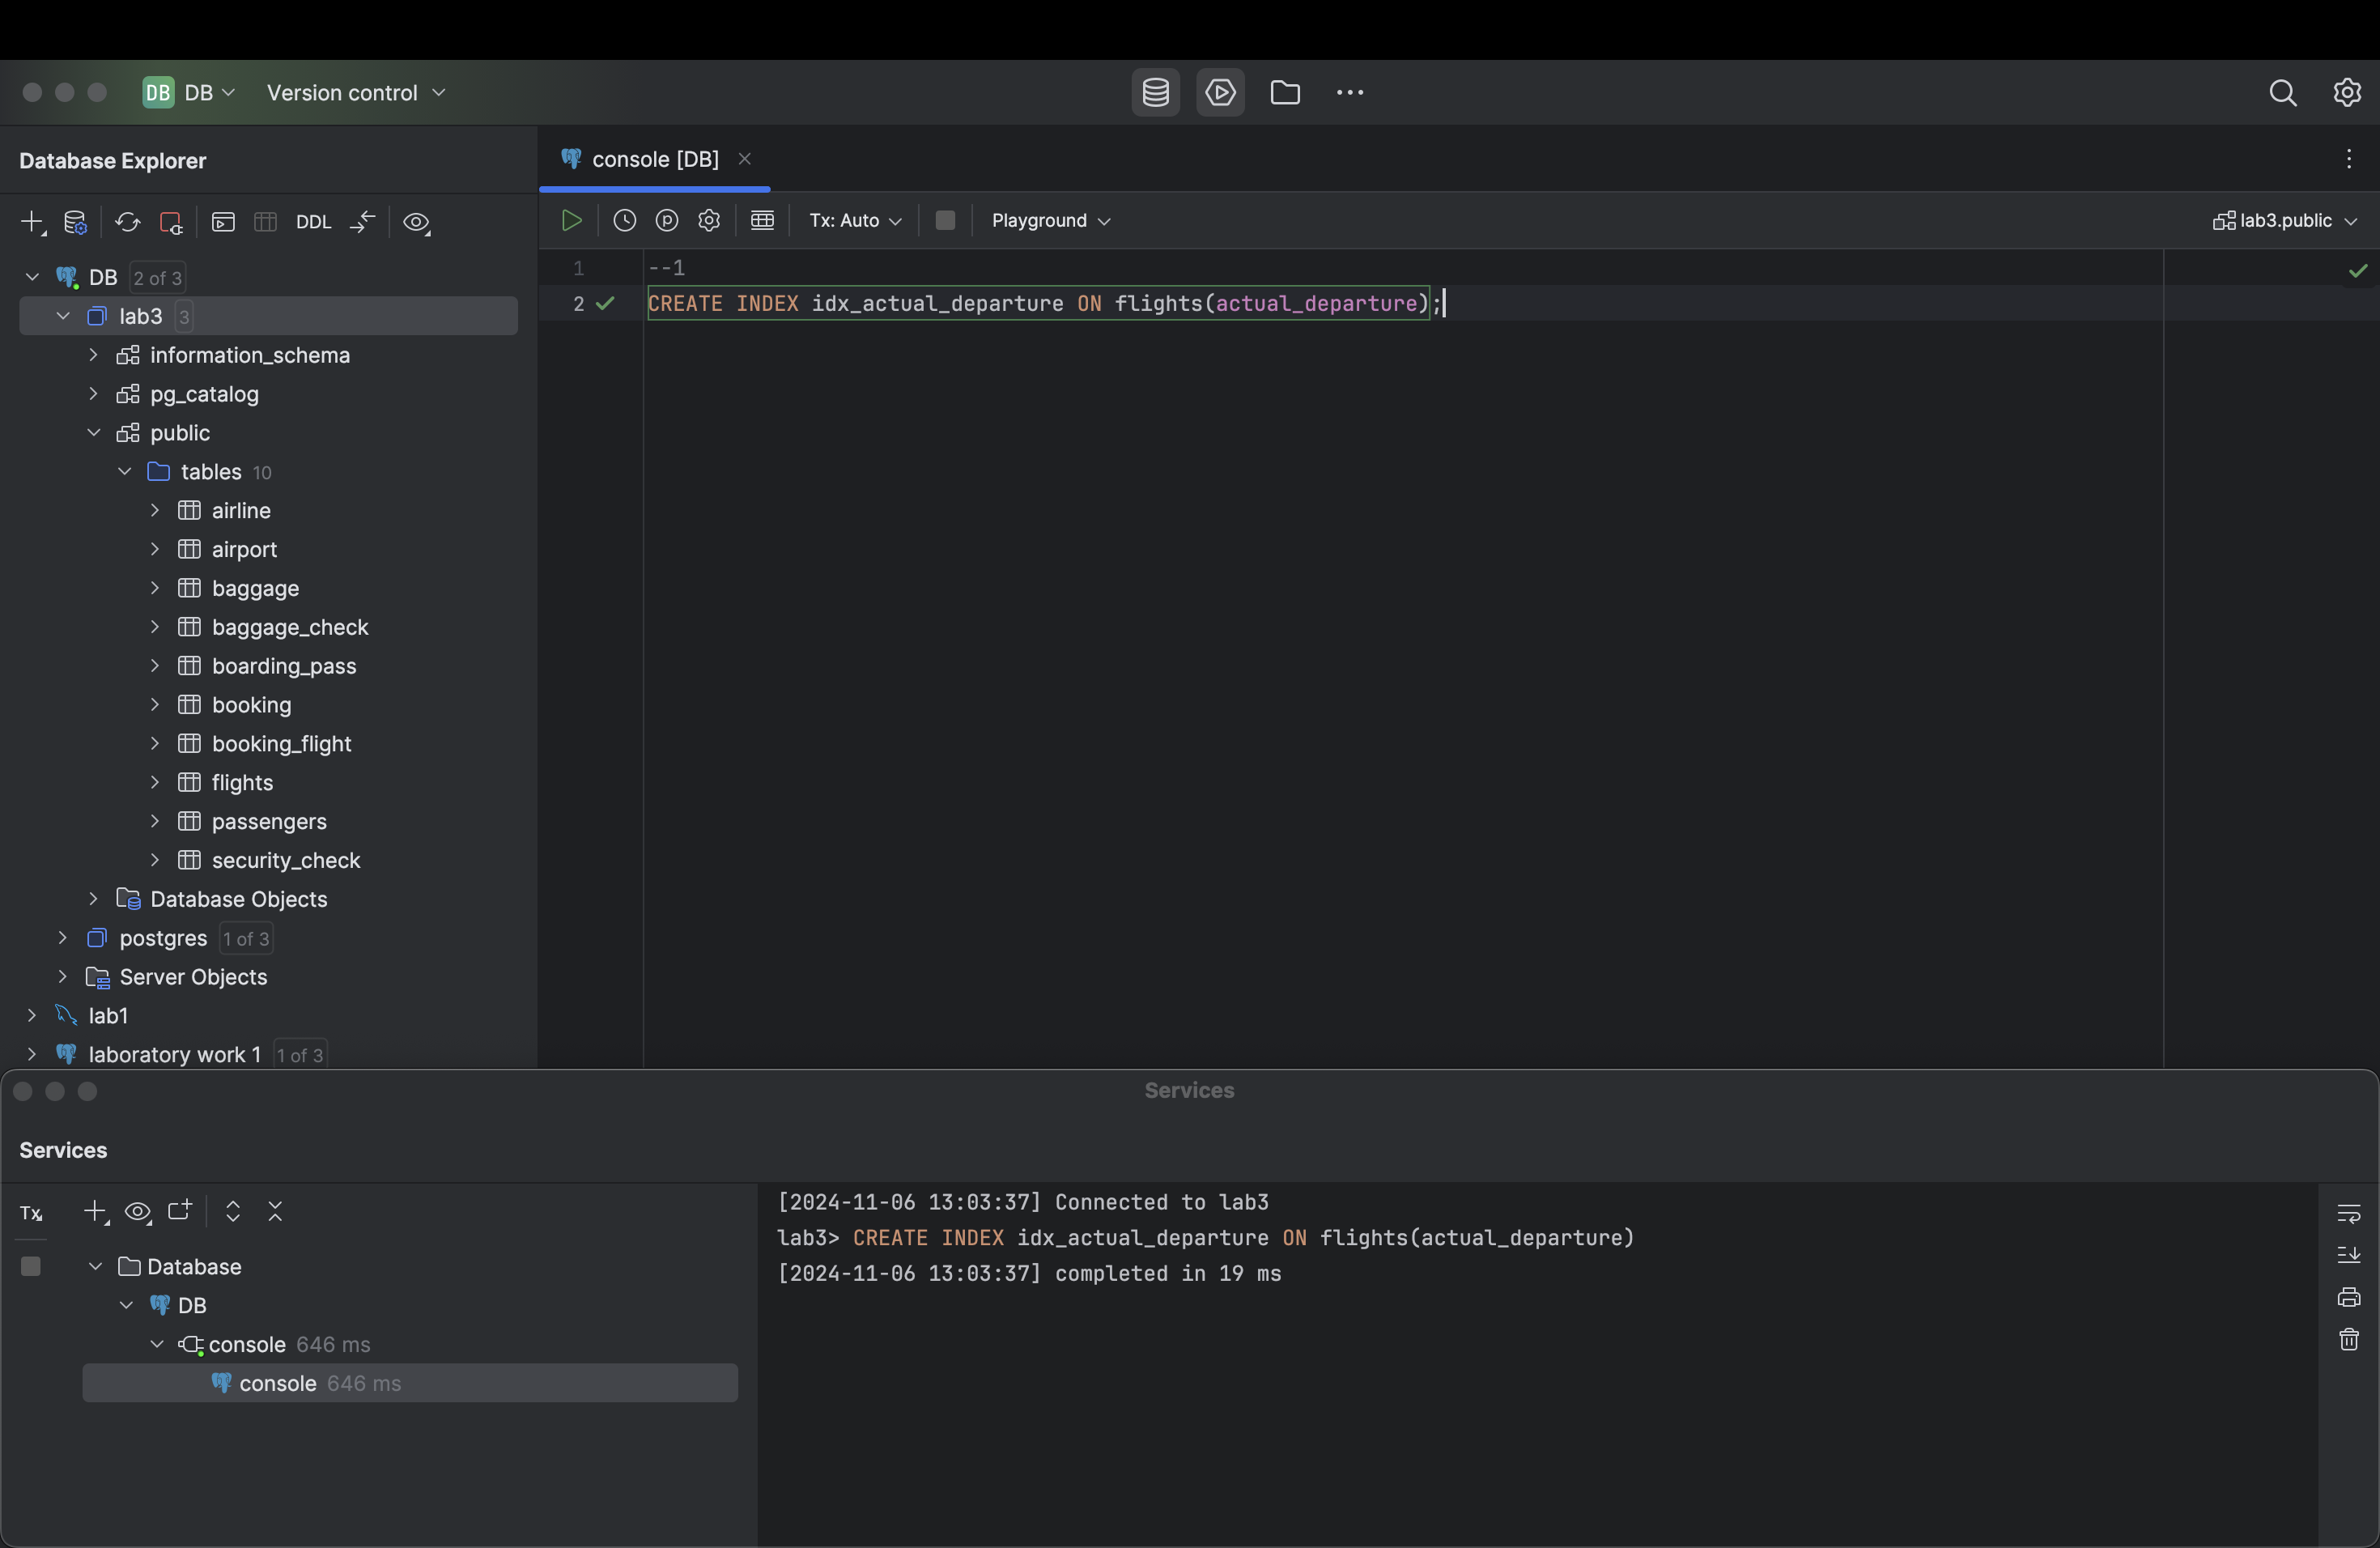 DB DB Version control
Database Explorer
console [DB]
DDL
Tx: Auto Playground lab3.public
DB 2 of 3
lab3 3
information_schema
pg_catalog
public
tables 10
airline
airport
baggage
baggage_check
boarding_pass
booking
booking_flight
flights
passengers
security_check
Database Objects
postgres 1 of 3
Server Objects
lab1
laboratory work 1 1 of 3
1 --1
2 CREATE INDEX idx_actual_departure ON flights(actual_departure);
Services
Services
Tx
Database
DB
console 646 ms
console 646 ms
[2024-11-06 13:03:37] Connected to lab3
lab3> CREATE INDEX idx_actual_departure ON flights(actual_departure)
[2024-11-06 13:03:37] completed in 19 ms